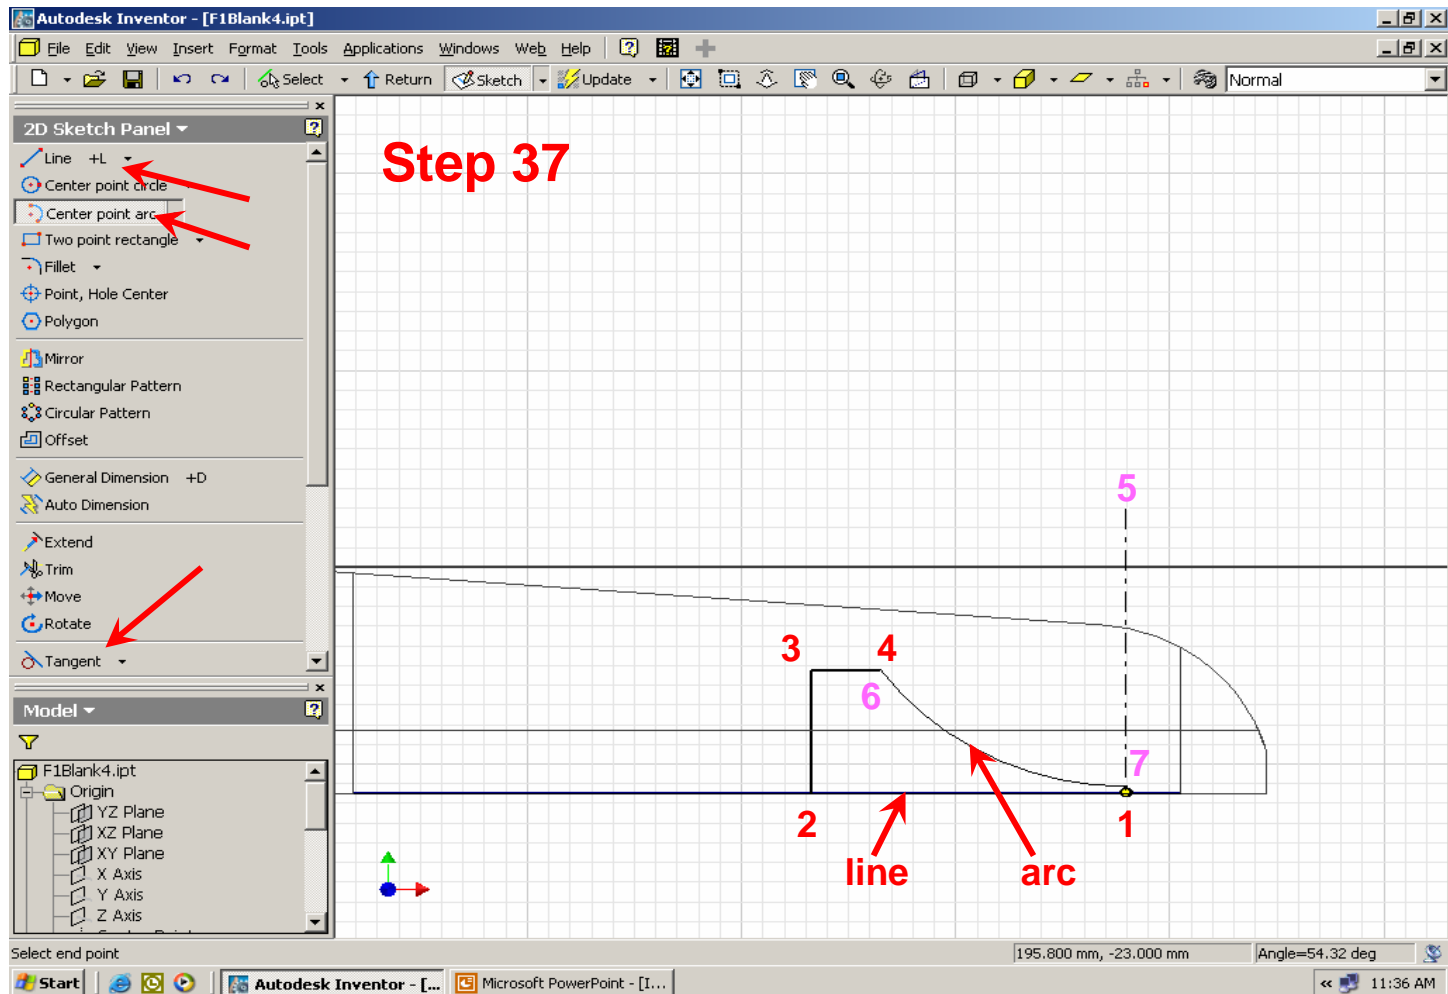 Autodesk Inventor - [F1Blank4.ipt]
File Edit View Insert Format Tools Applications Windows Web Help
Select Return Sketch Update Normal
2D Sketch Panel
Line +L
Center point circle
Center point arc
Two point rectangle
Fillet
Point, Hole Center
Polygon
Mirror
Rectangular Pattern
Circular Pattern
Offset
General Dimension +D
Auto Dimension
Extend
Trim
Move
Rotate
Tangent
Model
F1Blank4.ipt
Origin
YZ Plane
XZ Plane
XY Plane
X Axis
Y Axis
Z Axis
Step 37
5
3 4
6
7
2 1
line arc
Select end point 195.800 mm, -23.000 mm Angle=54.32 deg
Start Autodesk Inventor - [... Microsoft PowerPoint - [I... « 11:36 AM